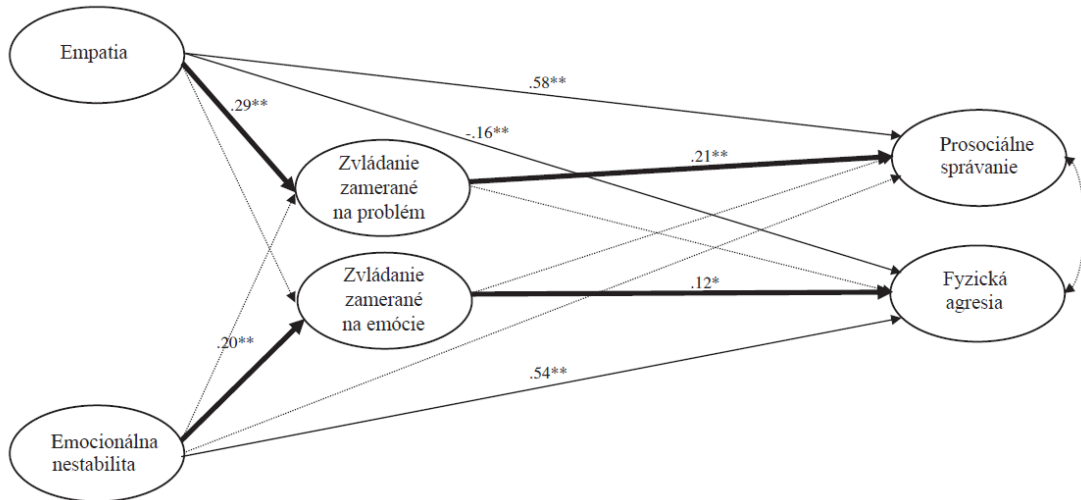 Empatia
.58**
.29**
-.16**
Prosociálne
správanie
.21**
Zvládanie
zamerané
na problém
Zvládanie
zamerané
na emócie
.12*
Fyzická
agresia
.20**
.54**
Emocionálna
nestabilita